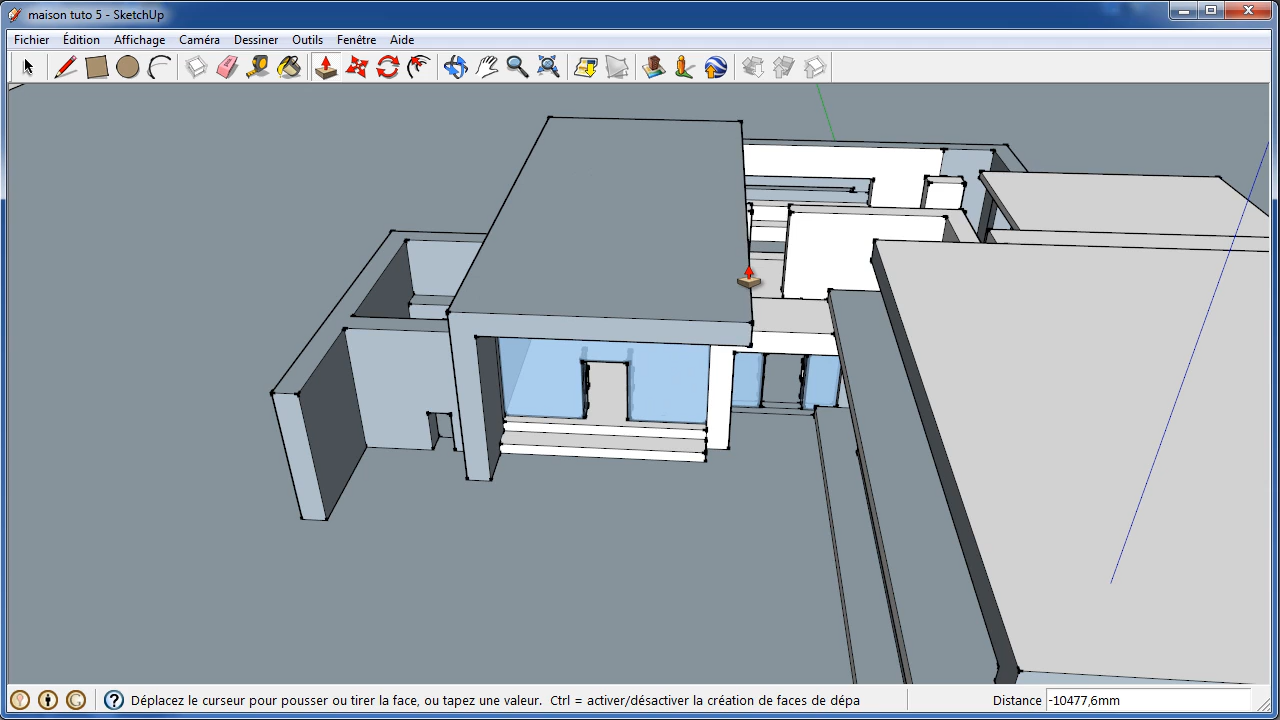 maison tuto 5 - SketchUp
Fichier Édition Affichage Caméra Dessiner Outils Fenêtre Aide
Déplacez le curseur pour pousser ou tirer la face, ou tapez une valeur. Ctrl = activer/désactiver la création de faces de dépa Distance -10477,6mm